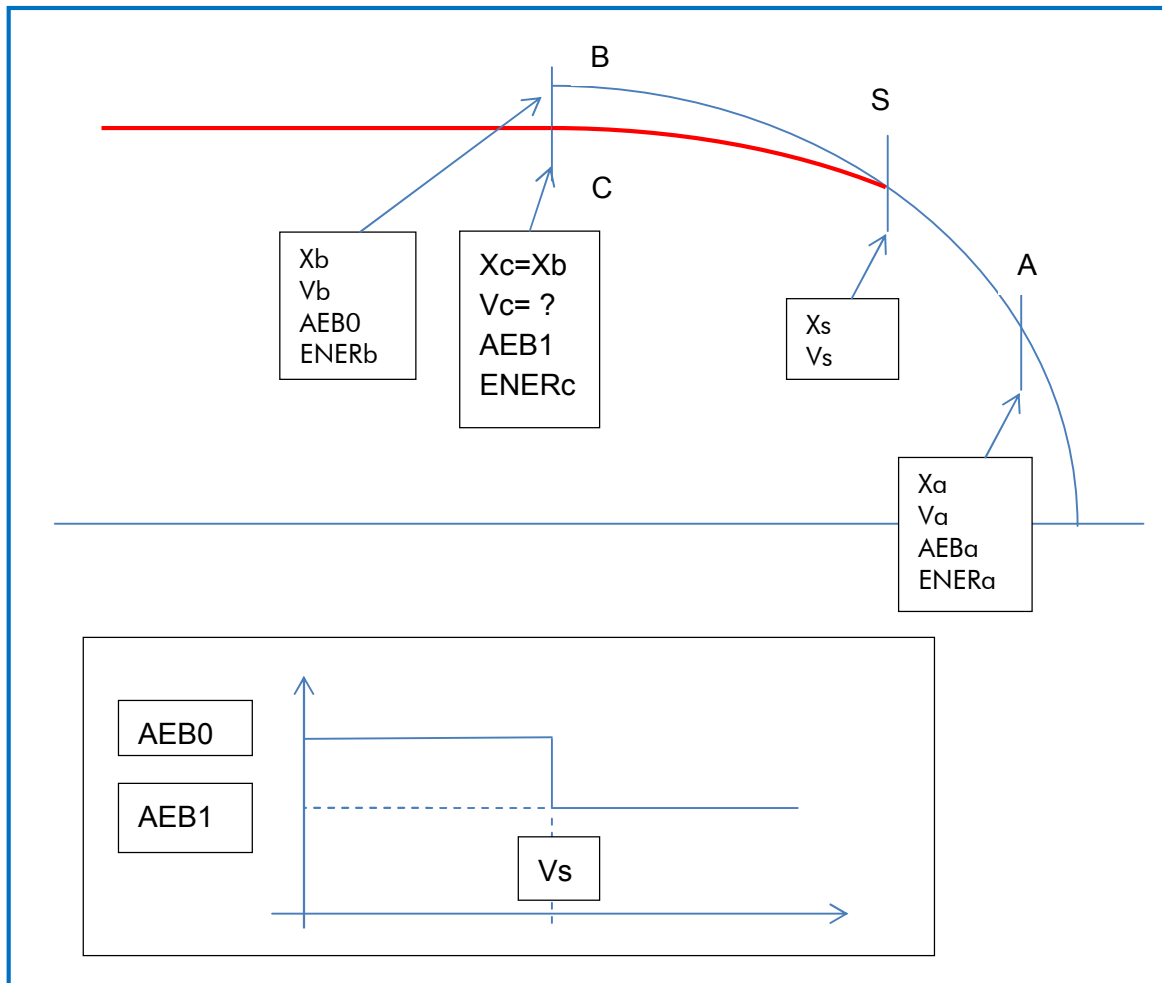 B
S
C
A
Xb
Vb
AEB0
ENERb
Xc=Xb
Vc= ?
AEB1
ENERc
Xs
Vs
Xa
Va
AEBa
ENERa
AEB0
AEB1
Vs